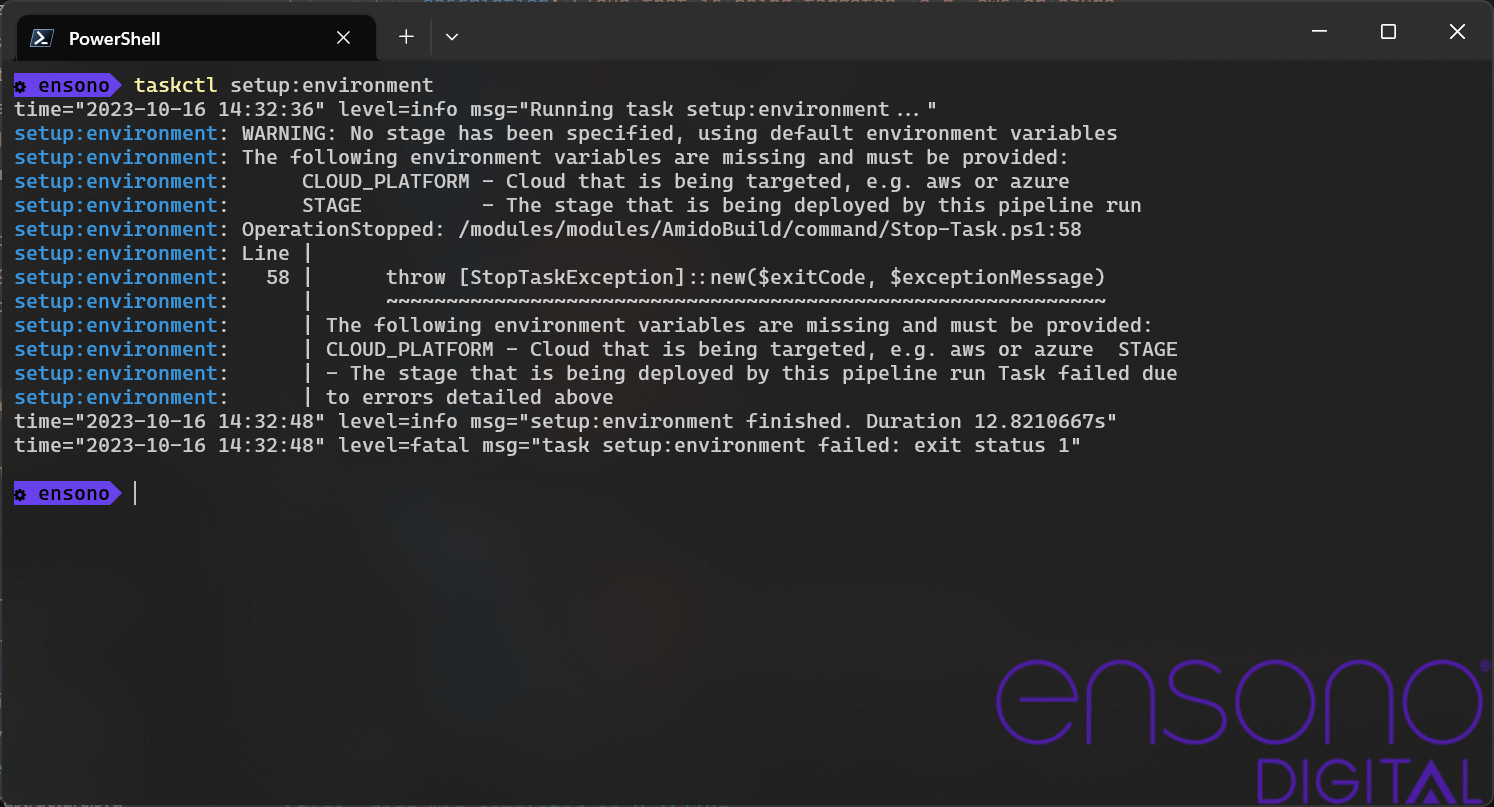 PowerShell
ensono taskctl setup:environment
time="2023-10-16 14:32:36" level=info msg="Running task setup:environment..."
setup:environment: WARNING: No stage has been specified, using default environment variables
setup:environment: The following environment variables are missing and must be provided:
setup:environment:      CLOUD_PLATFORM - Cloud that is being targeted, e.g. aws or azure
setup:environment:      STAGE          - The stage that is being deployed by this pipeline run
setup:environment: OperationStopped: /modules/modules/AmidoBuild/command/Stop-Task.ps1:58
setup:environment: Line |
setup:environment:   58 |      throw [StopTaskException]::new($exitCode, $exceptionMessage)
setup:environment:      |      ~~~~~~~~~~~~~~~~~~~~~~~~~~~~~~~~~~~~~~~~~~~~~~~~~~~~~~~~~~~~
setup:environment:      | The following environment variables are missing and must be provided:
setup:environment:      | CLOUD_PLATFORM - Cloud that is being targeted, e.g. aws or azure  STAGE
setup:environment:      | - The stage that is being deployed by this pipeline run Task failed due
setup:environment:      | to errors detailed above
time="2023-10-16 14:32:48" level=info msg="setup:environment finished. Duration 12.8210667s"
time="2023-10-16 14:32:48" level=fatal msg="task setup:environment failed: exit status 1"
ensono
ensono®
DIGITAL